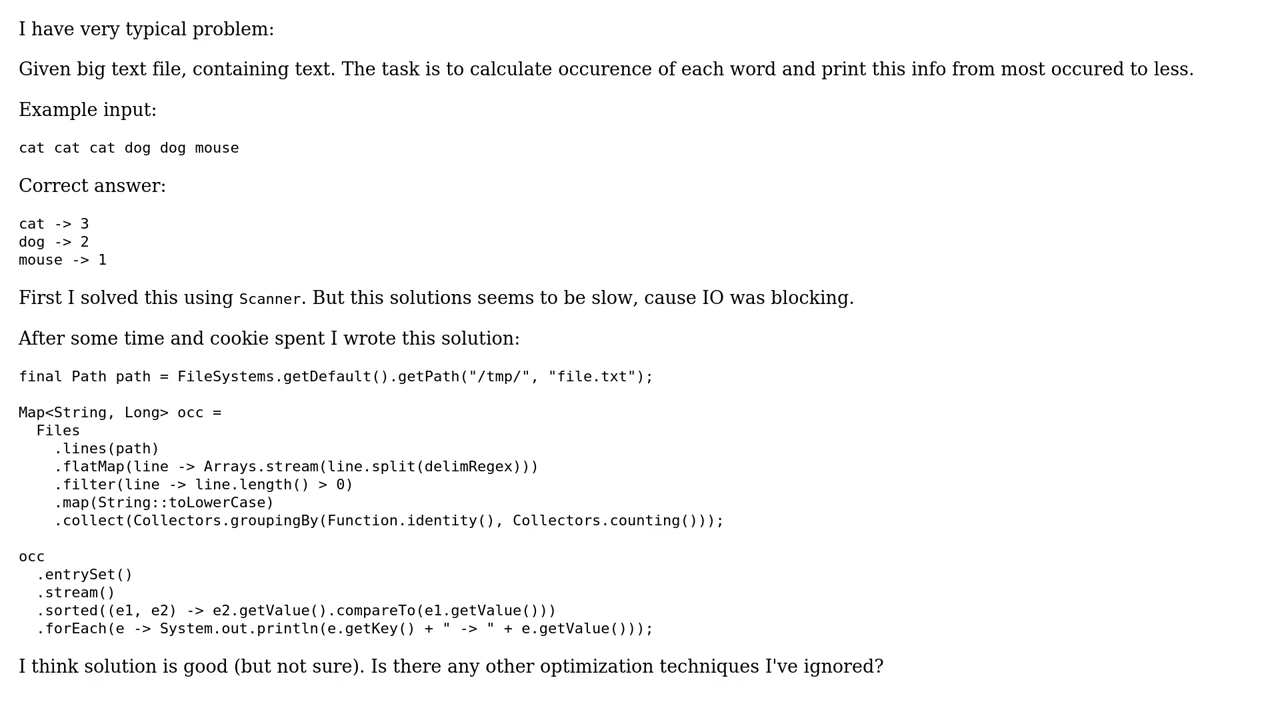 I have very typical problem:
Given big text file, containing text. The task is to calculate occurence of each word and print this info from most occured to less.
Example input:
cat cat cat dog dog mouse
Correct answer:
cat -> 3
dog -> 2
mouse -> 1
First I solved this using Scanner. But this solutions seems to be slow, cause IO was blocking.
After some time and cookie spent I wrote this solution:
final Path path = FileSystems.getDefault().getPath("/tmp/", "file.txt");
Map<String, Long> occ =
  Files
    .lines(path)
    .flatMap(line -> Arrays.stream(line.split(delimRegex)))
    .filter(line -> line.length() > 0)
    .map(String::toLowerCase)
    .collect(Collectors.groupingBy(Function.identity(), Collectors.counting()));
occ
  .entrySet()
  .stream()
  .sorted((e1, e2) -> e2.getValue().compareTo(e1.getValue()))
  .forEach(e -> System.out.println(e.getKey() + " -> " + e.getValue()));
I think solution is good (but not sure). Is there any other optimization techniques I've ignored?